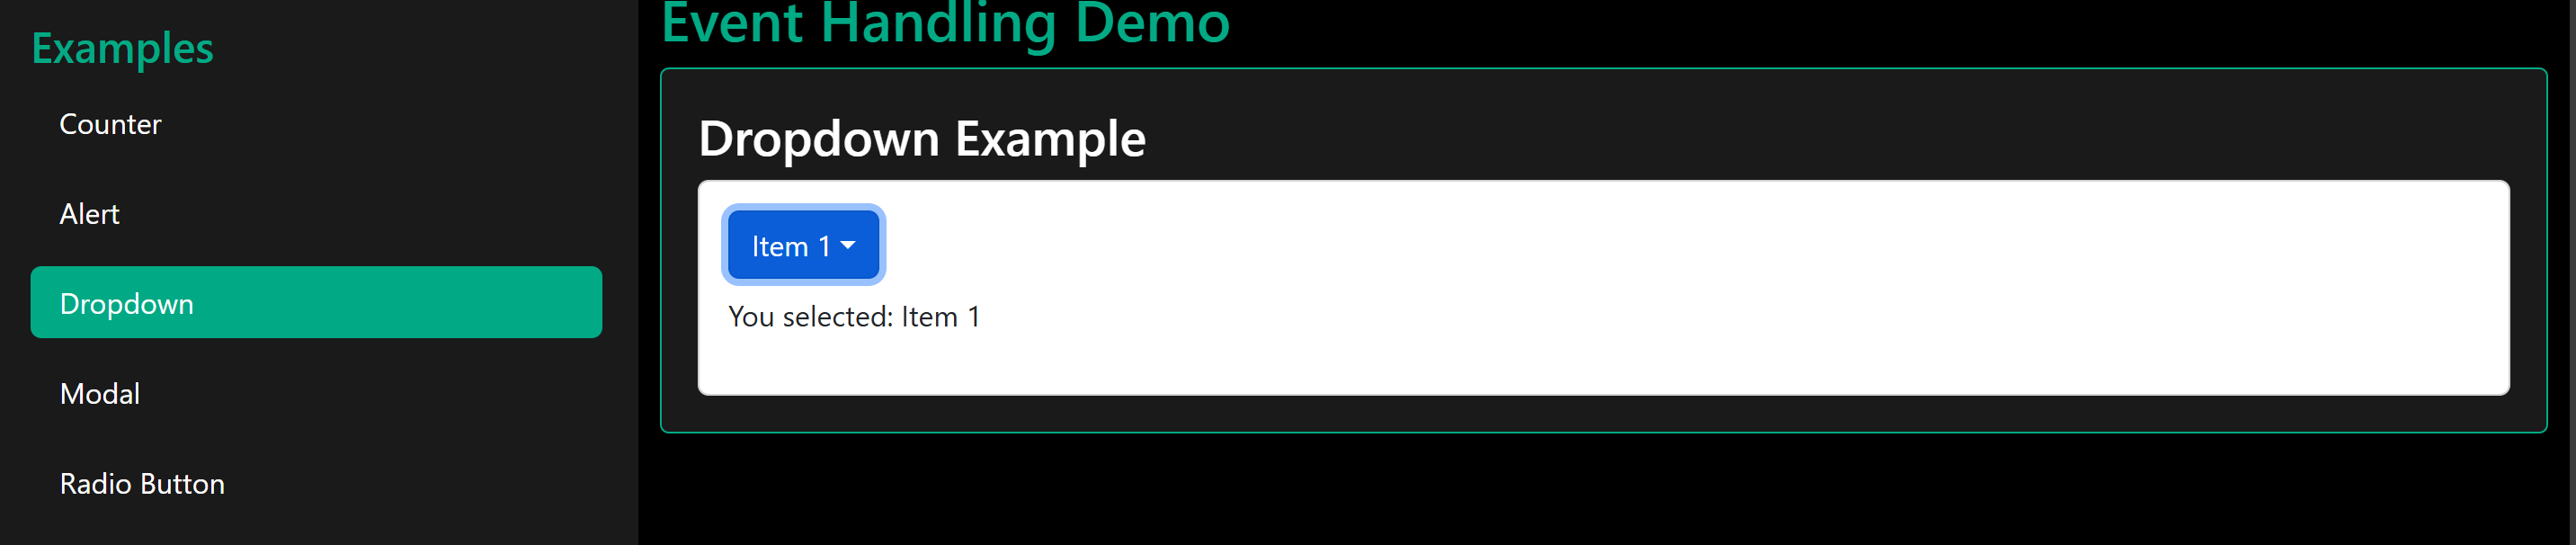 Examples
Counter
Alert
Dropdown
Modal
Radio Button
Event Handling Demo
Dropdown Example
Item 1
You selected: Item 1